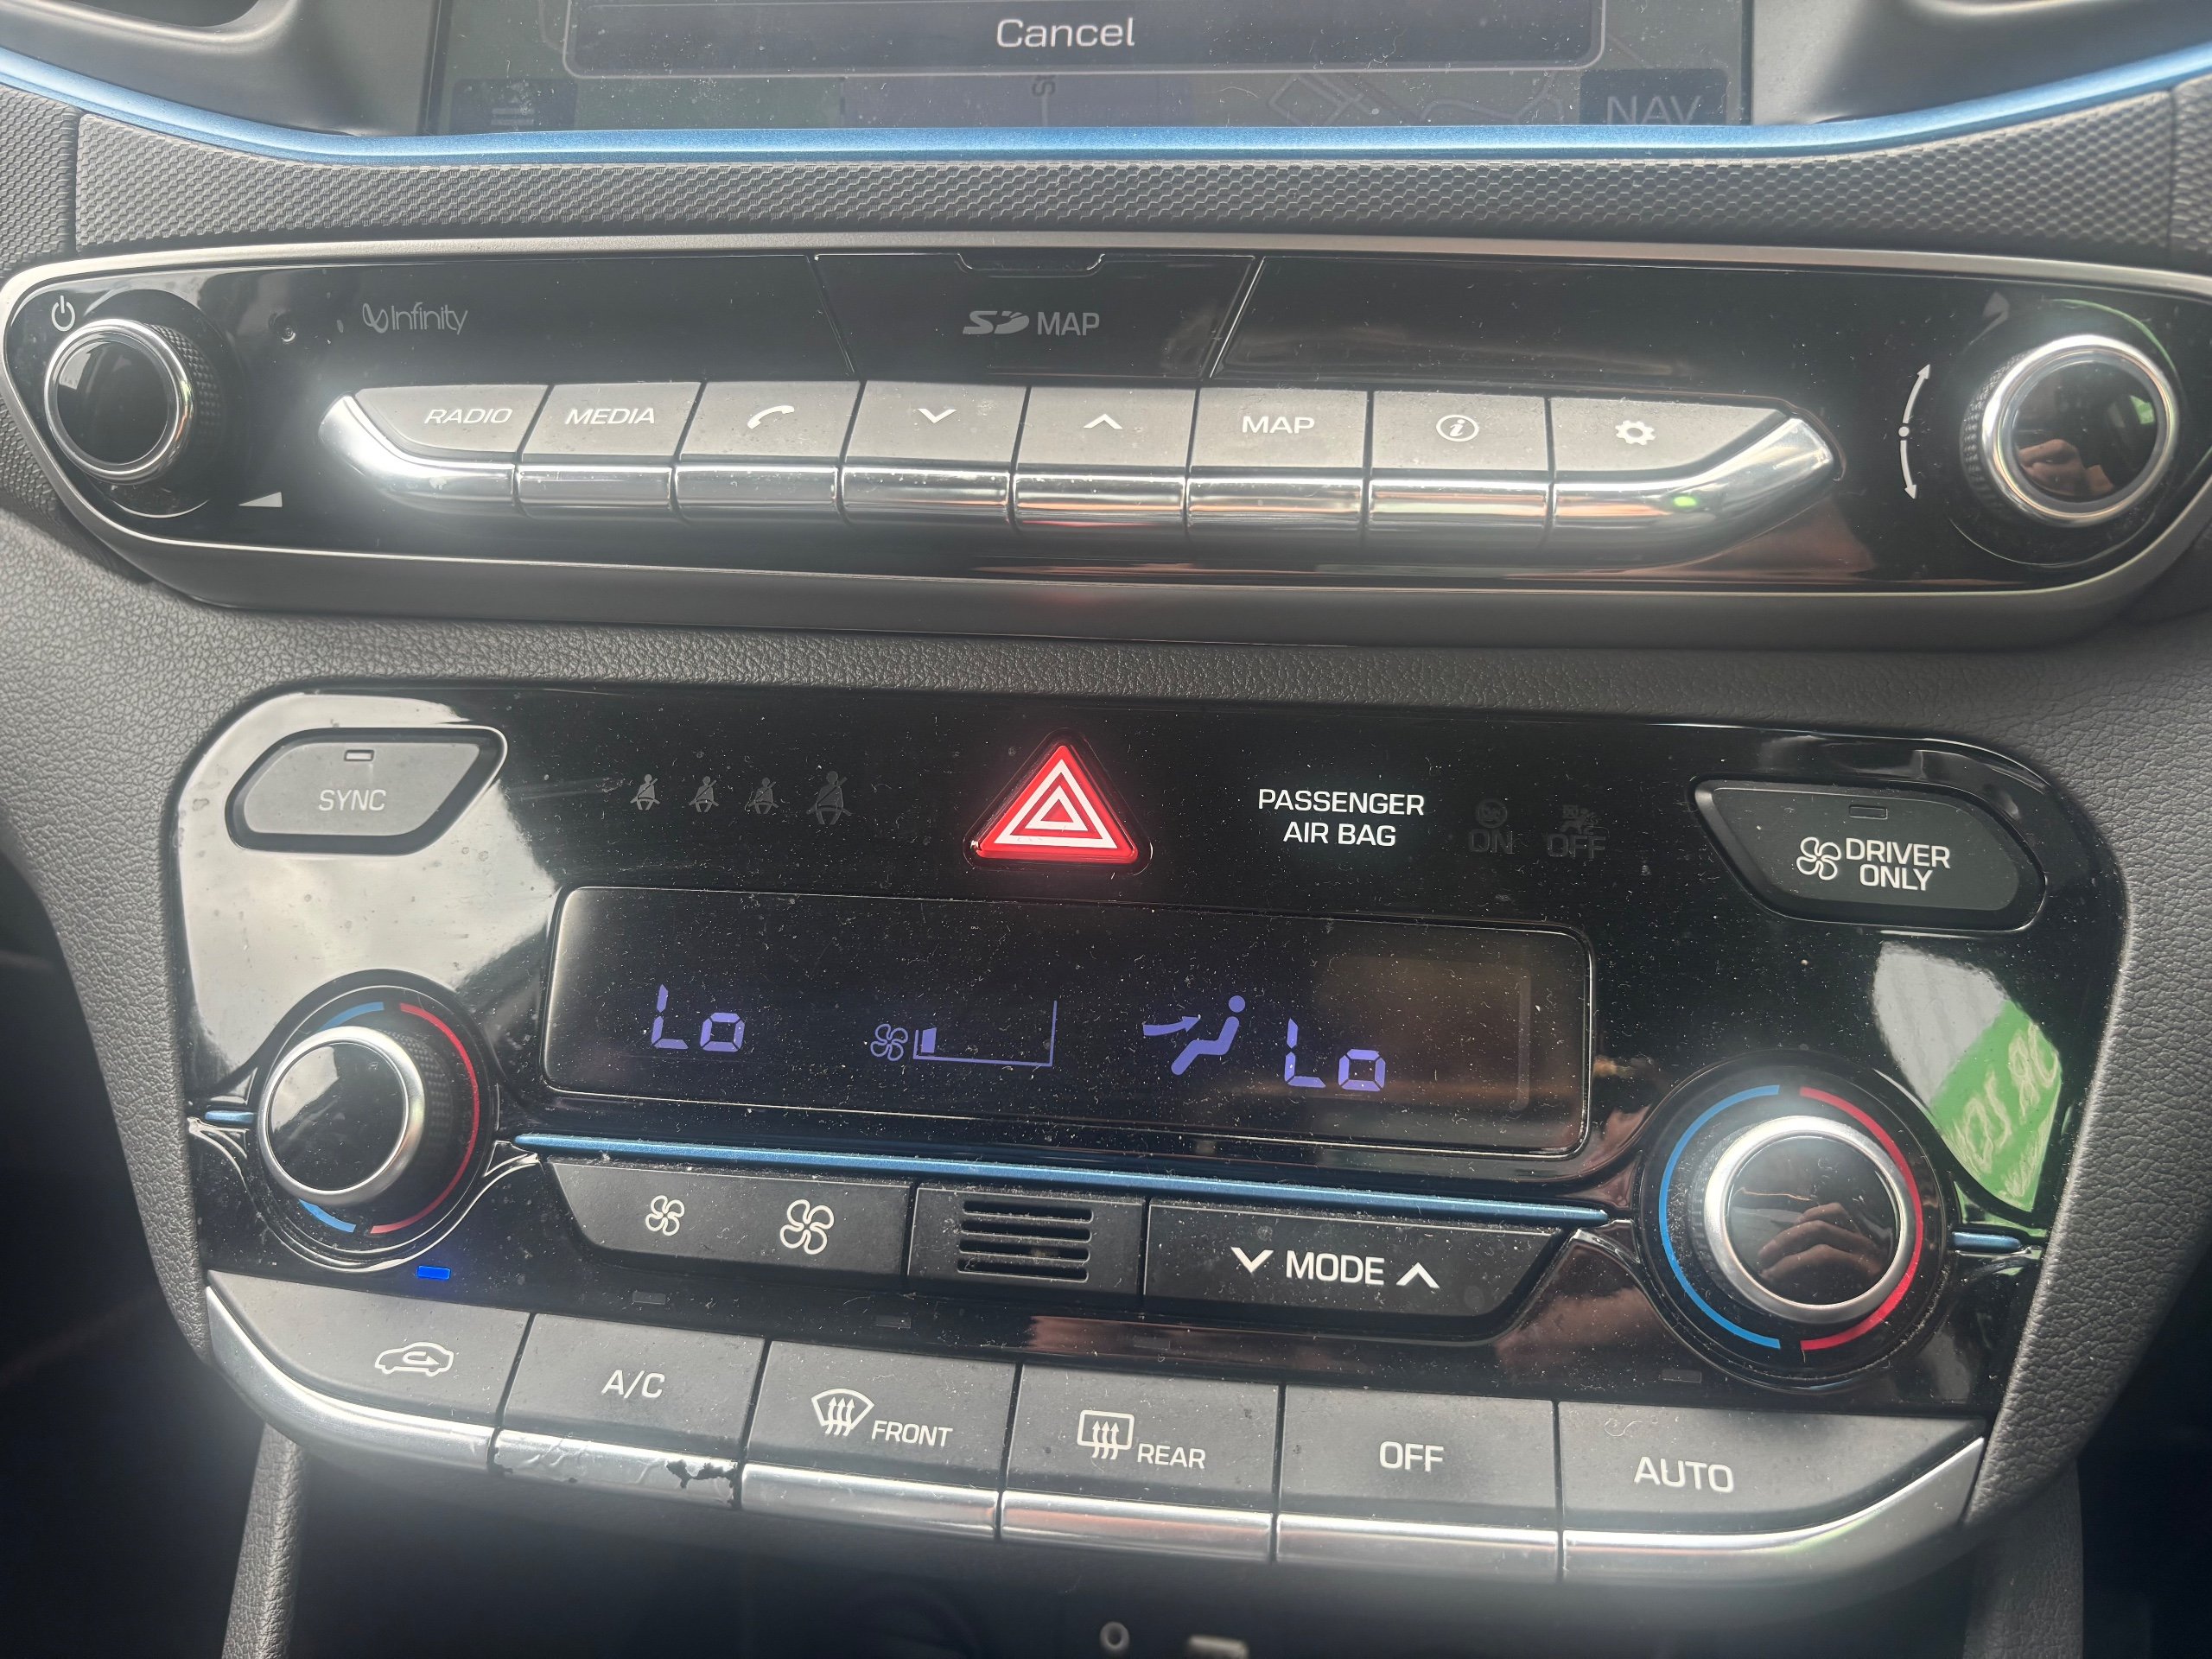 Cancel
NAV
Infinity
SD MAP
RADIO
MEDIA
MAP
i
SYNC
PASSENGER
AIR BAG
ON
OFF
DRIVER
ONLY
Lo
Lo
MODE
A/C
FRONT
REAR
OFF
AUTO